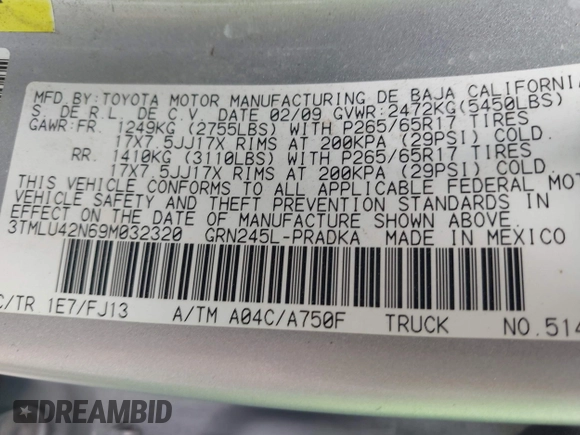 MFD.BY:TOYOTA MOTOR MANUFACTURING DE BAJA CALIFORNIA
S. DE R.L. DE C.V. DATE 02/09 GVWR:2472KG(5450LBS)
GAWR:FR. 1249KG (2755LBS) WITH P265/65R17 TIRES
17X7.5JJ17X RIMS AT 200KPA (29PSI) COLD.
RR. 1410KG (3110LBS) WITH P265/65R17 TIRES
17X7.5JJ17X RIMS AT 200KPA (29PSI) COLD.
THIS VEHICLE CONFORMS TO ALL APPLICABLE FEDERAL MOT
VEHICLE SAFETY AND THEFT PREVENTION STANDARDS IN
EFFECT ON THE DATE OF MANUFACTURE SHOWN ABOVE.
3TMLU42N69M032320 GRN245L-PRADKA MADE IN MEXICO
C/TR 1E7/FJ13 A/TM A04C/A750F TRUCK NO.514
DREAMBID